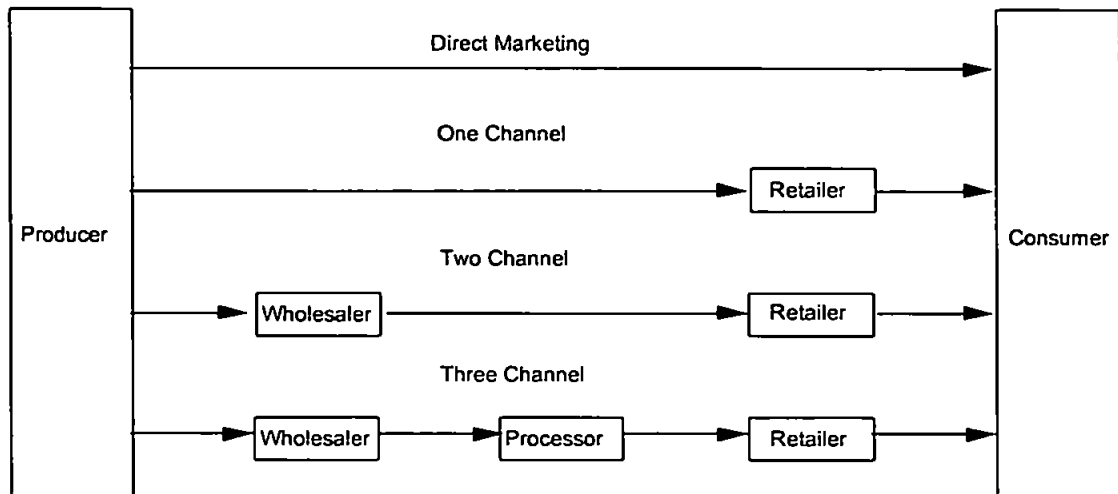 Direct Marketing
One Channel
Retailer
Producer
Consumer
Two Channel
Wholesaler
Retailer
Three Channel
Wholesaler
Processor
Retailer